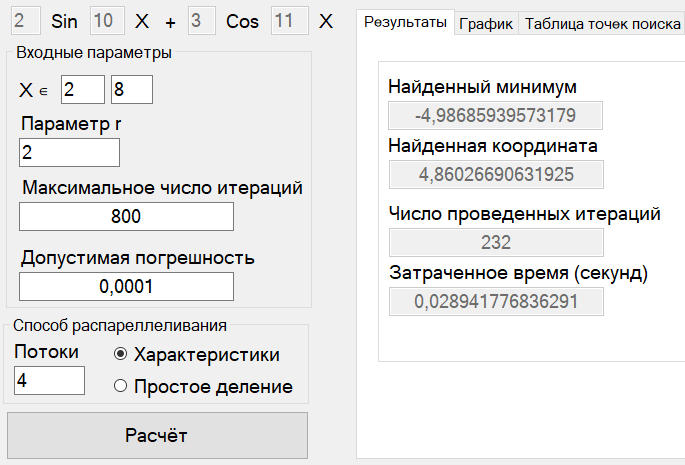 2 Sin 10 X + 3 Cos 11 X
Входные параметры
X ∈ 2 8
Параметр r
2
Максимальное число итераций
800
Допустимая погрешность
0,0001
Способ распареллеливания
Потоки
4
Характеристики
Простое деление
Расчёт
Результаты График Таблица точек поиска
Найденный минимум
-4,98685939573179
Найденная координата
4,86026690631925
Число проведенных итераций
232
Затраченное время (секунд)
0,028941776836291